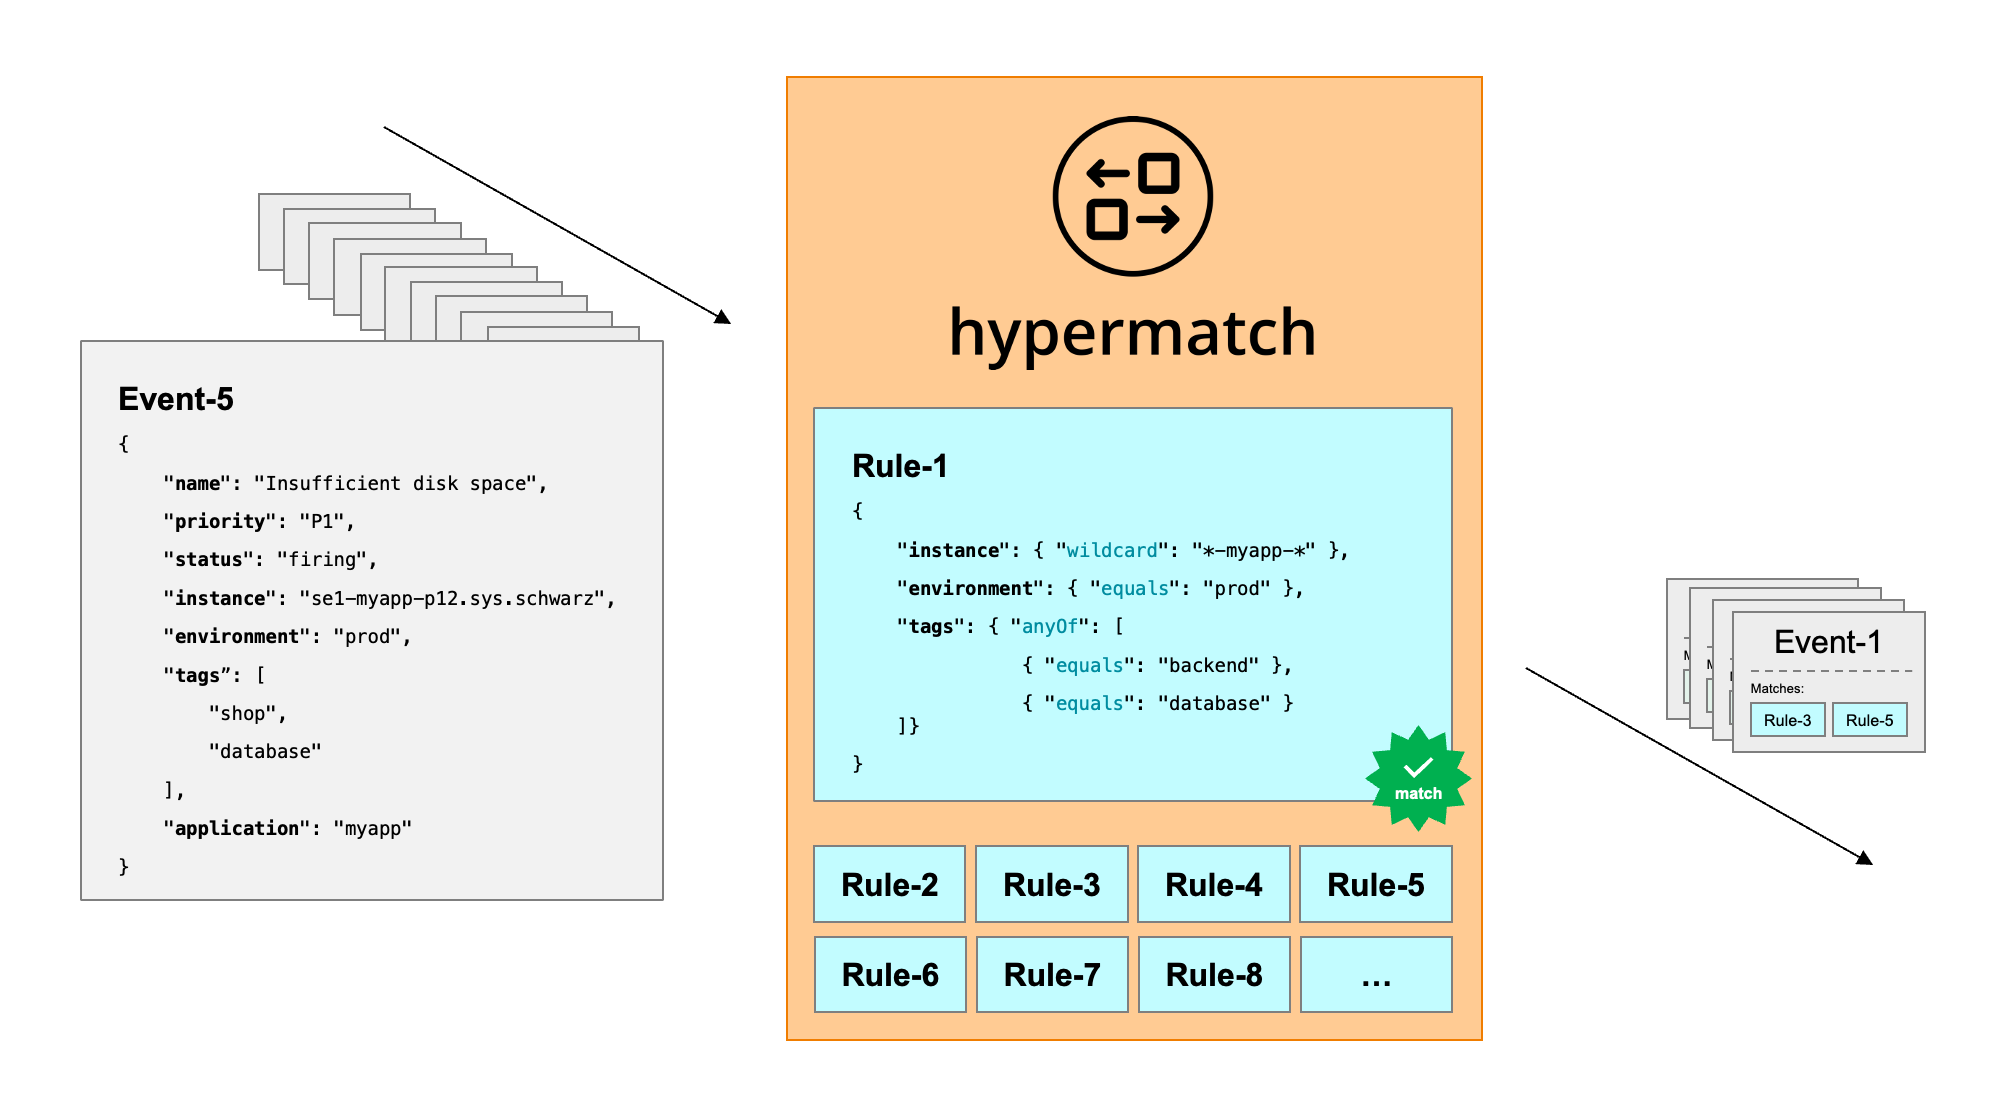 Event-5
{
"name": "Insufficient disk space",
"priority": "P1",
"status": "firing",
"instance": "se1-myapp-p12.sys.schwarz",
"environment": "prod",
"tags”: [
"shop",
"database"
],
"application": "myapp"
}
hypermatch
Rule-1
{
"instance": { "wildcard": "*-myapp-*" },
"environment": { "equals": "prod" },
"tags": { "anyOf": [
{ "equals": "backend" },
{ "equals": "database" }
]}
}
match
Rule-2 Rule-3 Rule-4 Rule-5
Rule-6 Rule-7 Rule-8 ...
Event-1
Matches:
Rule-3 Rule-5